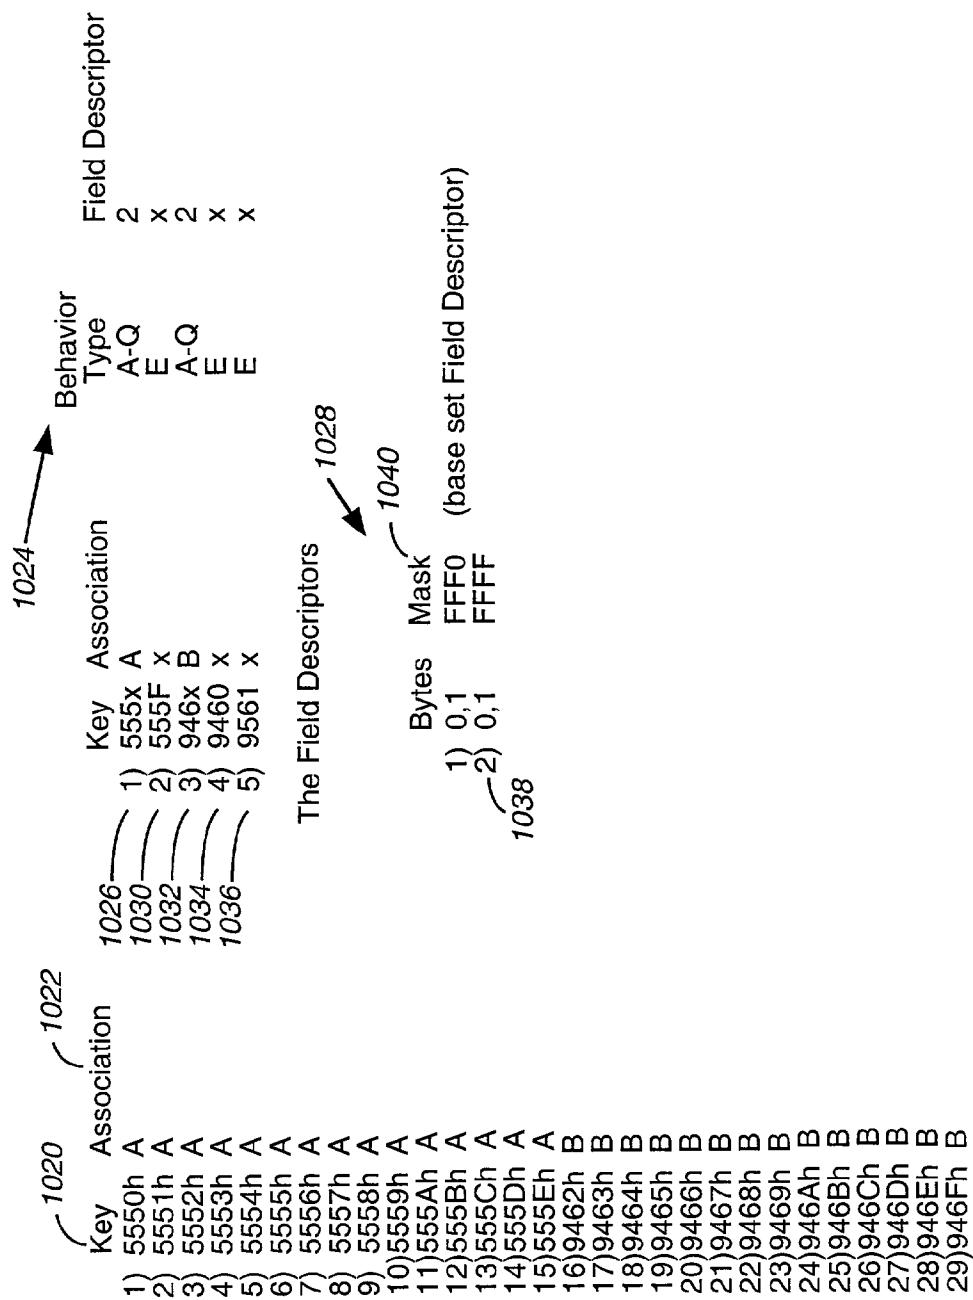 1020
1022
Key Association
1) 5550h A
2) 5551h A
3) 5552h A
4) 5553h A
5) 5554h A
6) 5555h A
7) 5556h A
8) 5557h A
9) 5558h A
10)5559h A
11)555Ah A
12)555Bh A
13)555Ch A
14)555Dh A
15)555Eh A
16)9462h B
17)9463h B
18)9464h B
19)9465h B
20)9466h B
21)9467h B
22)9468h B
23)9469h B
24)946Ah B
25)946Bh B
26)946Ch B
27)946Dh B
28)946Eh B
29)946Fh B
1024
Behavior
Key Association Type Field Descriptor
1026 1) 555x A A-Q 2
1030 2) 555F x E x
1032 3) 946x B A-Q 2
1034 4) 9460 x E x
1036 5) 9561 x E x
The Field Descriptors
1028
1040
Bytes Mask
1) 0,1 FFF0 (base set Field Descriptor)
2) 0,1 FFFF
1038